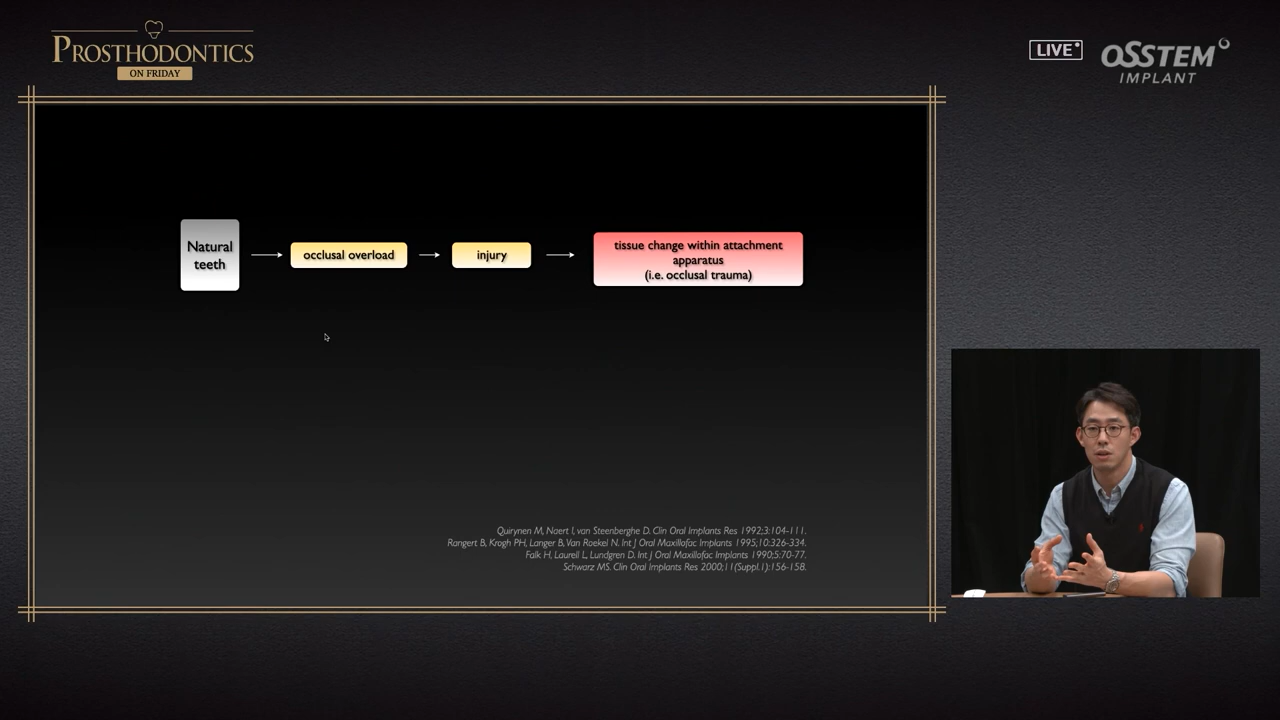 PROSTHODONTICS
ON FRIDAY
LIVE
OSSTEM
IMPLANT
Natural
teeth
occlusal overload
injury
tissue change within attachment
apparatus
(i.e. occlusal trauma)
Quirynen M, Naert I, van Steenberghe D. Clin Oral Implants Res 1992;3:104-111.
Rangert B, Krogh PH, Langer B, Van Roekel N. Int J Oral Maxillofac Implants 1995;10:326-334.
Falk H, Laurell L, Lundgren D. Int J Oral Maxillofac Implants 1990;5:70-77.
Schwarz MS. Clin Oral Implants Res 2000;11(Suppl.1):156-158.